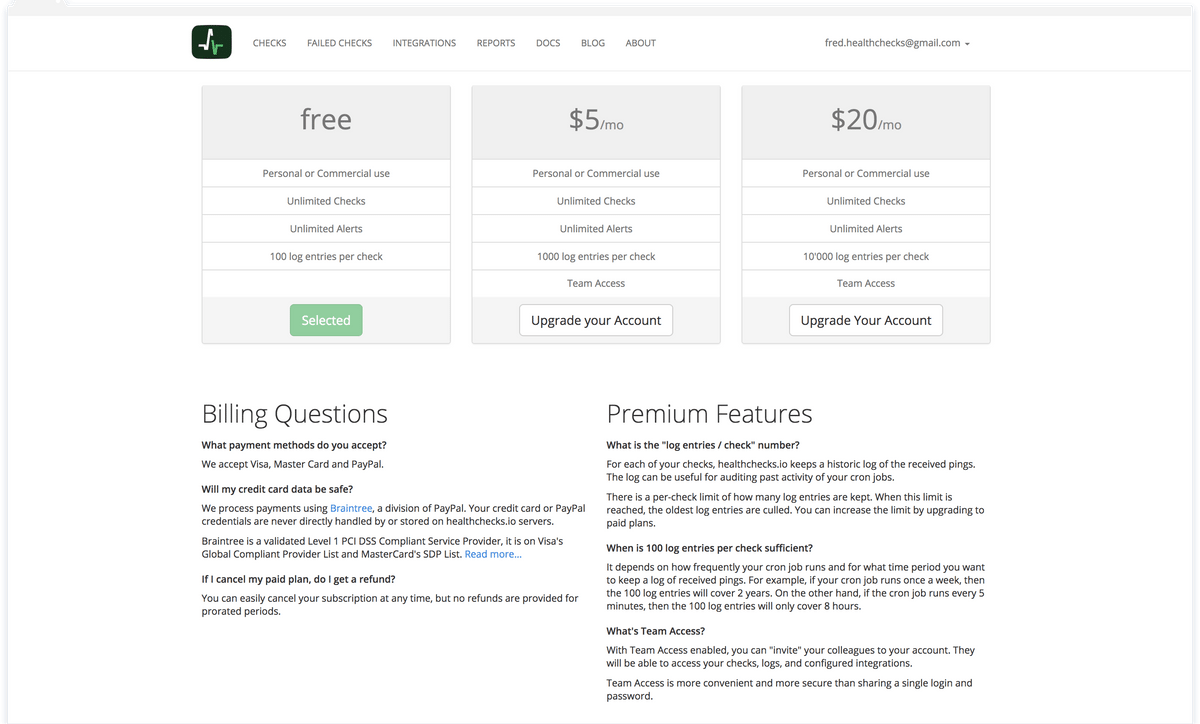 CHECKS FAILED CHECKS INTEGRATIONS REPORTS DOCS BLOG ABOUT fred.healthchecks@gmail.com
free
Personal or Commercial use
Unlimited Checks
Unlimited Alerts
100 log entries per check
Selected
$5/mo
Personal or Commercial use
Unlimited Checks
Unlimited Alerts
1000 log entries per check
Team Access
Upgrade your Account
$20/mo
Personal or Commercial use
Unlimited Checks
Unlimited Alerts
10'000 log entries per check
Team Access
Upgrade Your Account
Billing Questions
What payment methods do you accept?
We accept Visa, Master Card and PayPal.
Will my credit card data be safe?
We process payments using Braintree, a division of PayPal. Your credit card or PayPal
credentials are never directly handled by or stored on healthchecks.io servers.
Braintree is a validated Level 1 PCI DSS Compliant Service Provider, it is on Visa's
Global Compliant Provider List and MasterCard's SDP List. Read more...
If I cancel my paid plan, do I get a refund?
You can easily cancel your subscription at any time, but no refunds are provided for
prorated periods.
Premium Features
What is the "log entries / check" number?
For each of your checks, healthchecks.io keeps a historic log of the received pings.
The log can be useful for auditing past activity of your cron jobs.
There is a per-check limit of how many log entries are kept. When this limit is
reached, the oldest log entries are culled. You can increase the limit by upgrading to
paid plans.
When is 100 log entries per check sufficient?
It depends on how frequently your cron job runs and for what time period you want
to keep a log of received pings. For example, if your cron job runs once a week, then
the 100 log entries will cover 2 years. On the other hand, if the cron job runs every 5
minutes, then the 100 log entries will only cover 8 hours.
What's Team Access?
With Team Access enabled, you can "invite" your colleagues to your account. They
will be able to access your checks, logs, and configured integrations.
Team Access is more convenient and more secure than sharing a single login and
password.